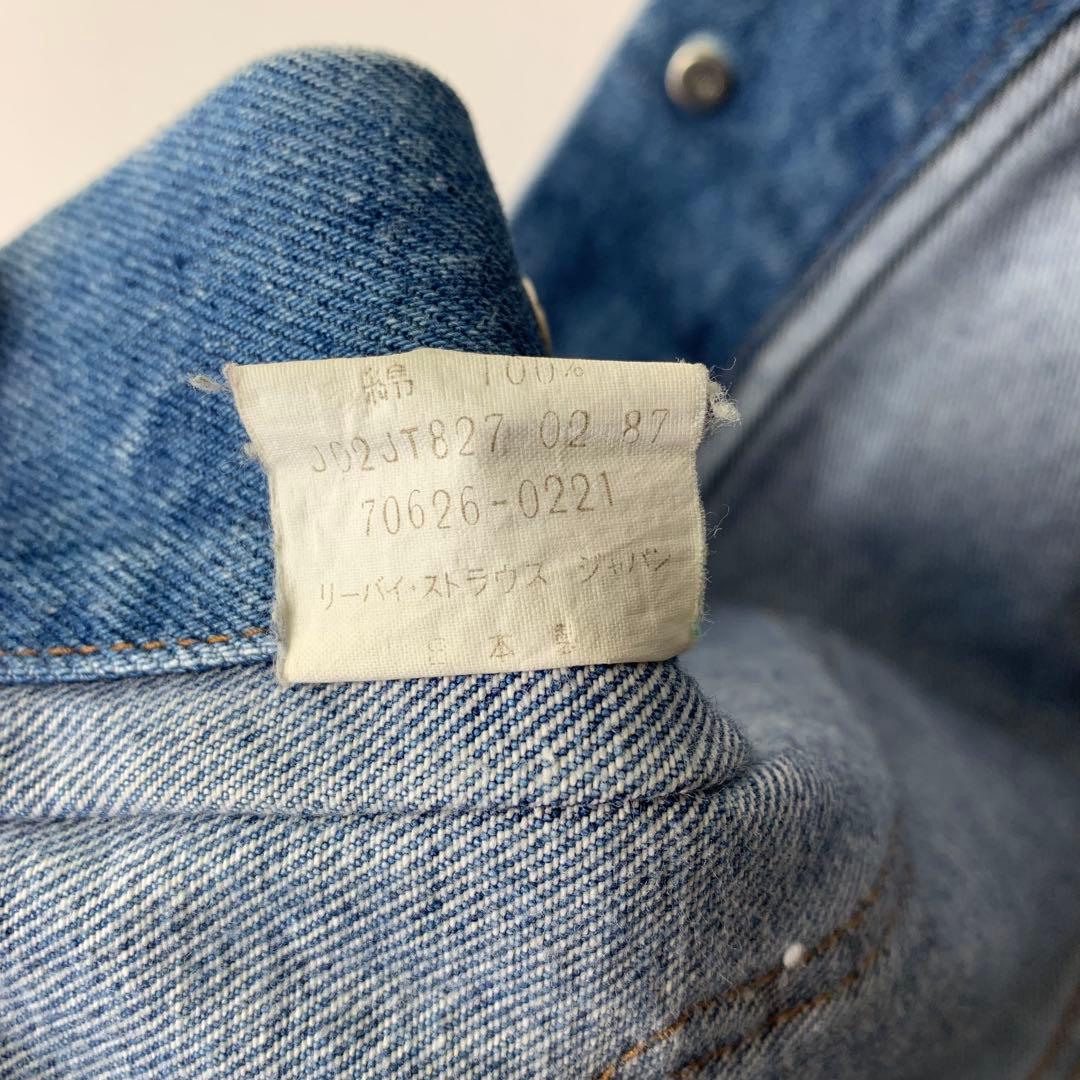 綿 100%
J02JT827 02 87
70626-0221
リーバイ・ストラウス ジャパン
日本製